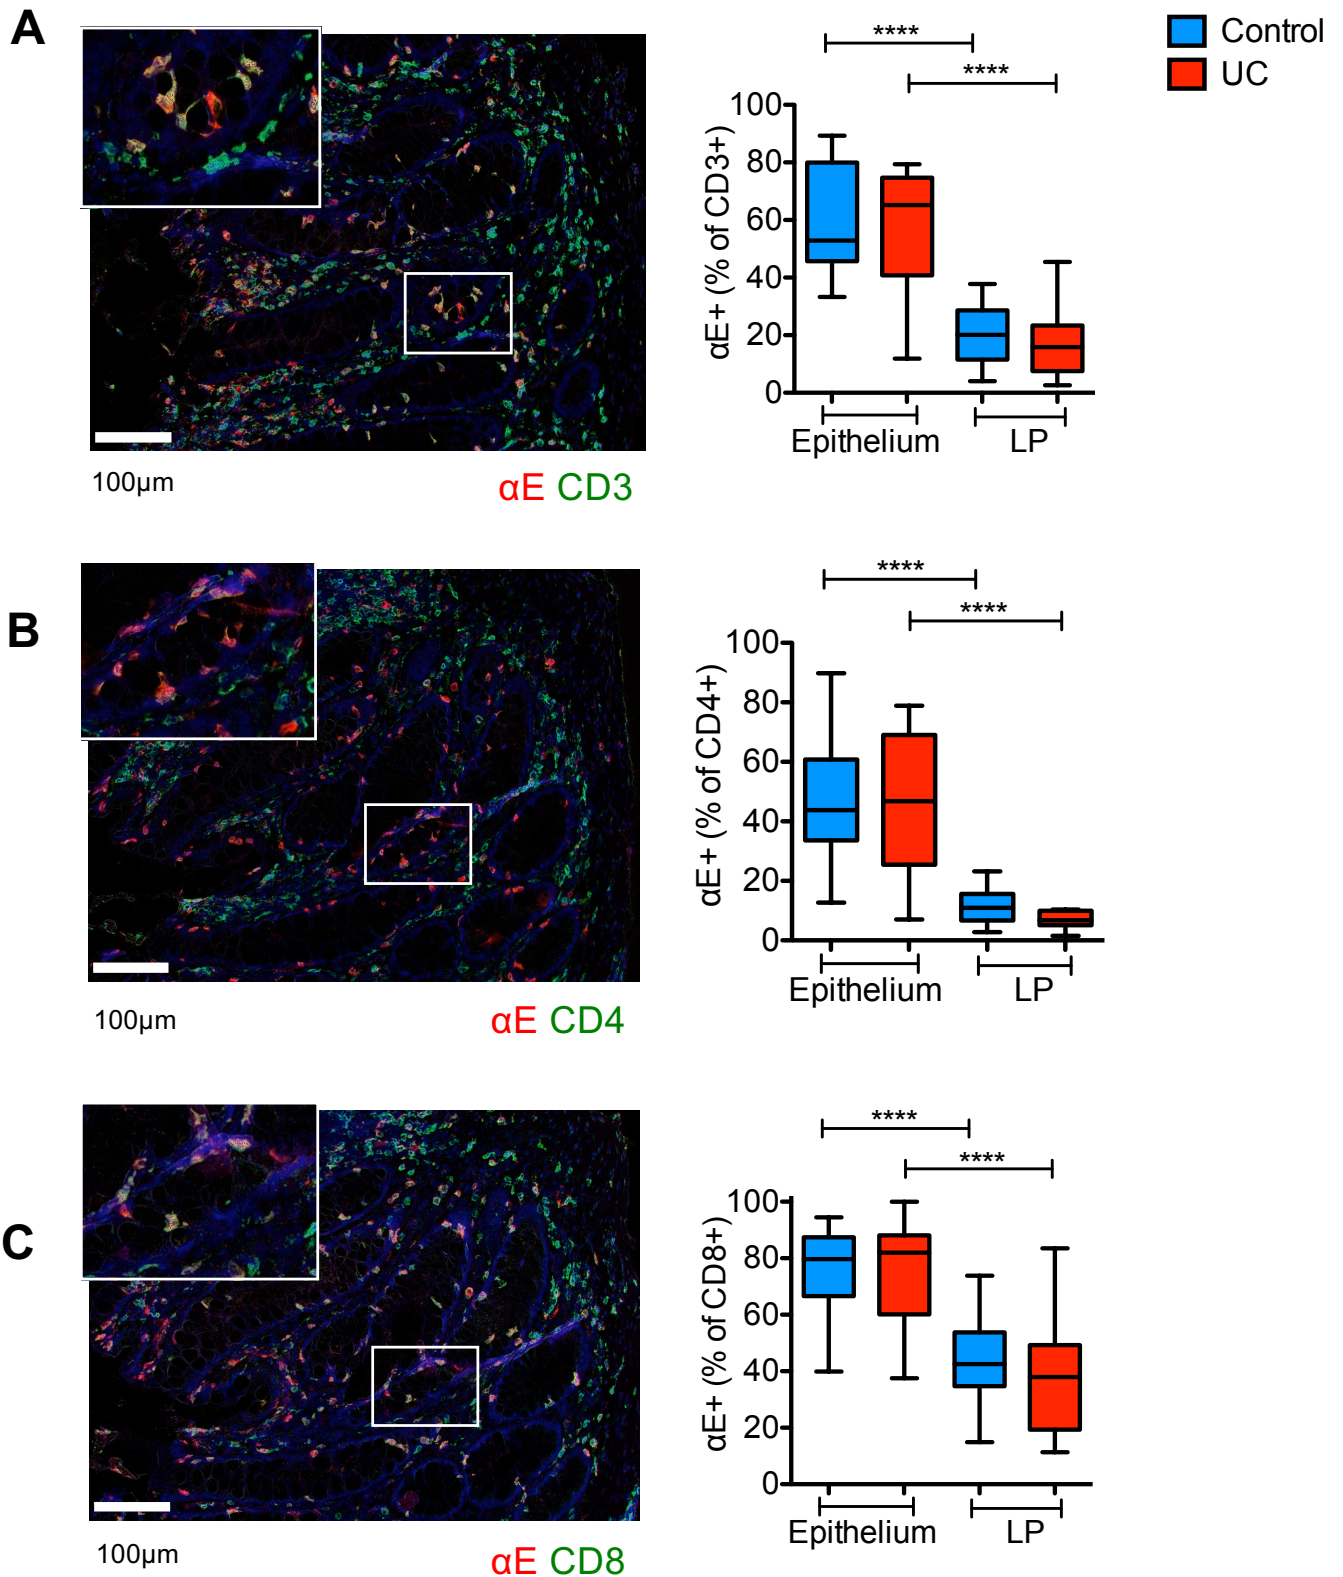 A
****
****
Control
UC
100
80
60
40
20
0
αE+ (% of CD3+)
Epithelium LP
100µm
αE CD3
B
****
****
100
80
60
40
20
0
αE+ (% of CD4+)
Epithelium LP
100µm
αE CD4
C
****
****
100
80
60
40
20
0
αE+ (% of CD8+)
Epithelium LP
100µm
αE CD8